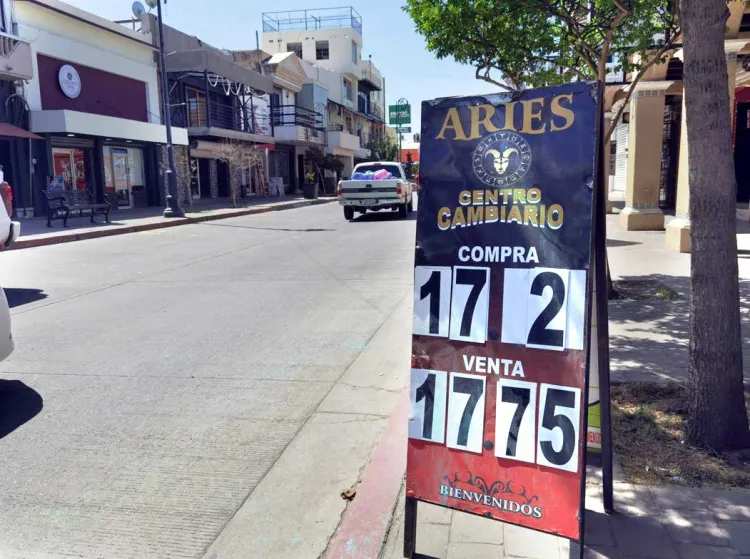 ARIES
CENTRO
CAMBIARIO
COMPRA
17.2
VENTA
17.75
BIENVENIDOS